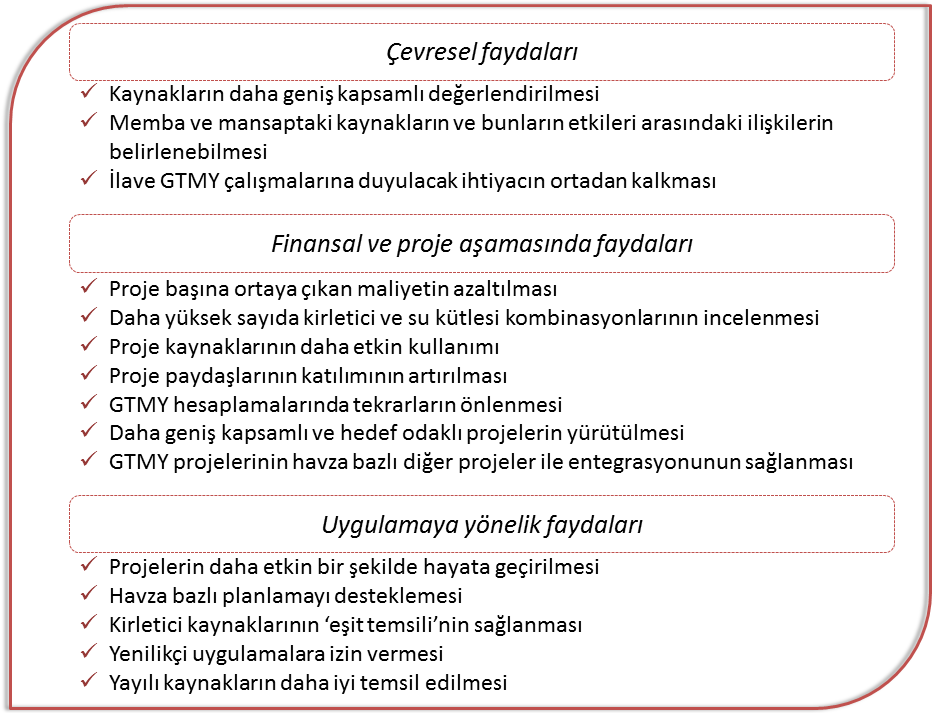 Çevresel faydaları
✓ Kaynakların daha geniş kapsamlı değerlendirilmesi
✓ Memba ve mansaptaki kaynakların ve bunların etkileri arasındaki ilişkilerin
belirlenebilmesi
✓ İlave GTMY çalışmalarına duyulacak ihtiyacın ortadan kalkması
Finansal ve proje aşamasında faydaları
✓ Proje başına ortaya çıkan maliyetin azaltılması
✓ Daha yüksek sayıda kirletici ve su kütlesi kombinasyonlarının incelenmesi
✓ Proje kaynaklarının daha etkin kullanımı
✓ Proje paydaşlarının katılımının artırılması
✓ GTMY hesaplamalarında tekrarların önlenmesi
✓ Daha geniş kapsamlı ve hedef odaklı projelerin yürütülmesi
✓ GTMY projelerinin havza bazlı diğer projeler ile entegrasyonunun sağlanması
Uygulamaya yönelik faydaları
✓ Projelerin daha etkin bir şekilde hayata geçirilmesi
✓ Havza bazlı planlamayı desteklemesi
✓ Kirletici kaynaklarının ‘eşit temsili’nin sağlanması
✓ Yenilikçi uygulamalara izin vermesi
✓ Yayılı kaynakların daha iyi temsil edilmesi